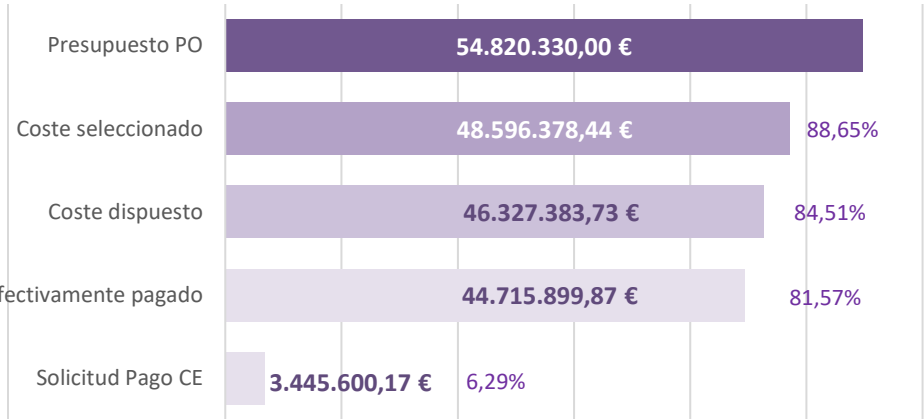 Presupuesto PO 54.820.330,00 €
Coste seleccionado 48.596.378,44 € 88,65%
Coste dispuesto 46.327.383,73 € 84,51%
fectivamente pagado 44.715.899,87 € 81,57%
Solicitud Pago CE 3.445.600,17 € 6,29%